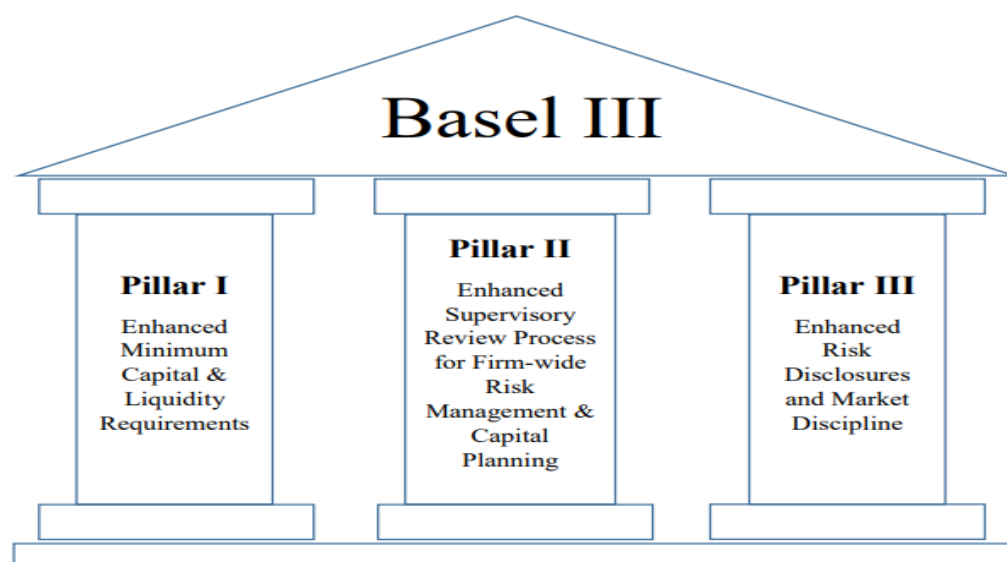 Basel III
Pillar I
Enhanced
Minimum
Capital &
Liquidity
Requirements
Pillar II
Enhanced
Supervisory
Review Process
for Firm-wide
Risk
Management &
Capital
Planning
Pillar III
Enhanced
Risk
Disclosures
and Market
Discipline